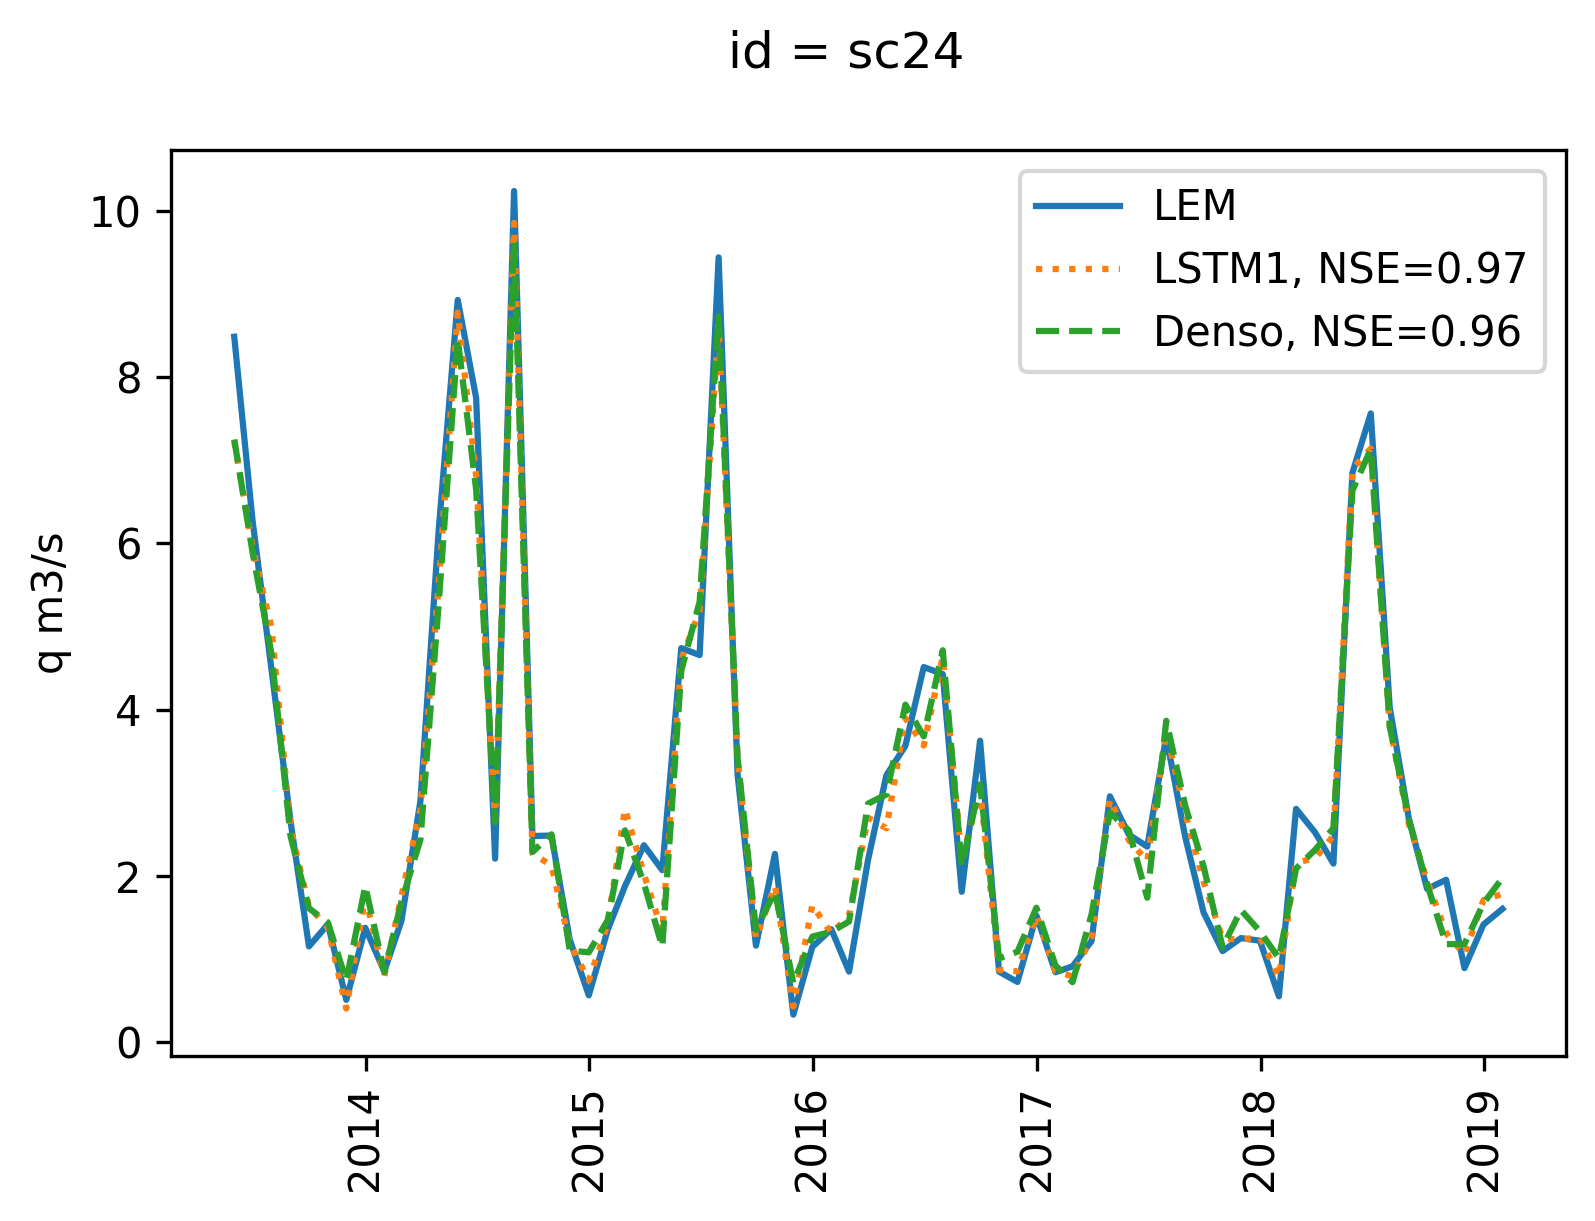 id = sc24
LEM
LSTM1, NSE=0.97
Denso, NSE=0.96
q m3/s
10
8
6
4
2
0
2014
2015
2016
2017
2018
2019